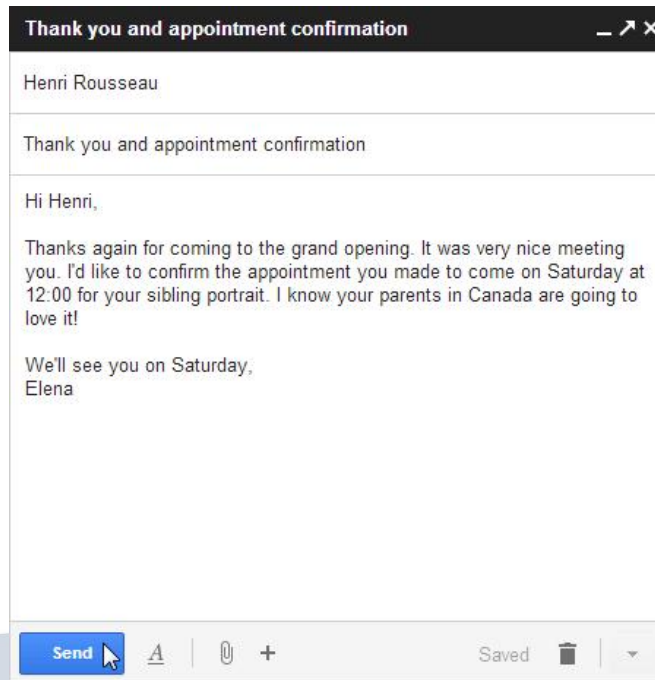 Thank you and appointment confirmation
Henri Rousseau
Thank you and appointment confirmation
Hi Henri,
Thanks again for coming to the grand opening. It was very nice meeting
you. I'd like to confirm the appointment you made to come on Saturday at
12:00 for your sibling portrait. I know your parents in Canada are going to
love it!
We'll see you on Saturday,
Elena
Send A Saved